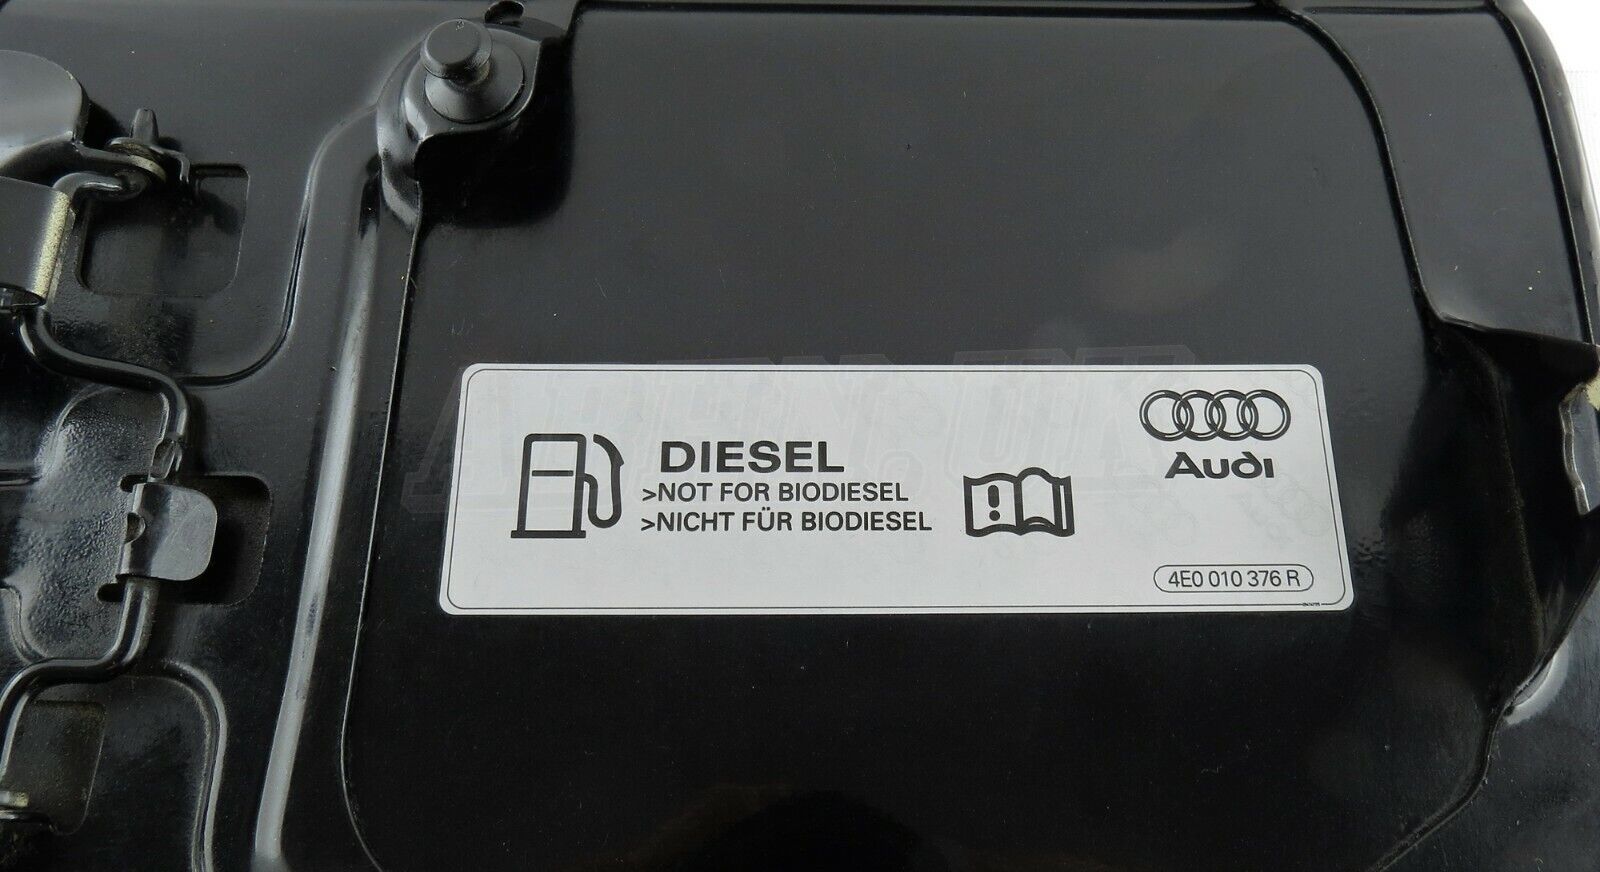 DIESEL
>NOT FOR BIODIESEL
>NICHT FÜR BIODIESEL
Audi
4E0 010 376 R